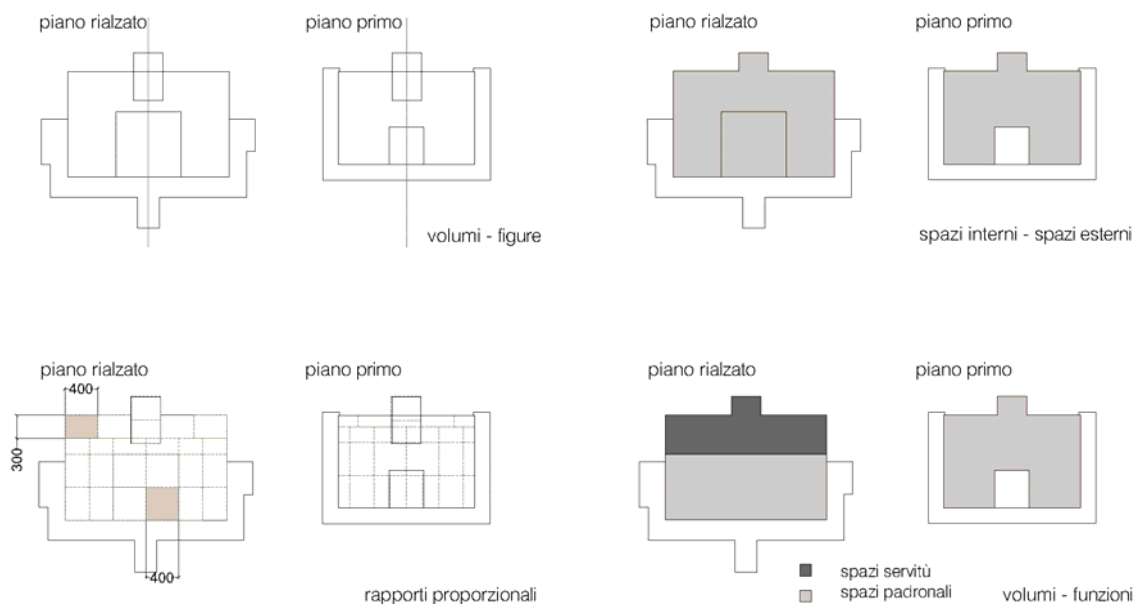 piano rialzato
piano primo
volumi - figure
piano rialzato
piano primo
spazi interni - spazi esterni
piano rialzato
400
300
400
piano primo
rapporti proporzionali
piano rialzato
piano primo
spazi servitù
spazi padronali
volumi - funzioni